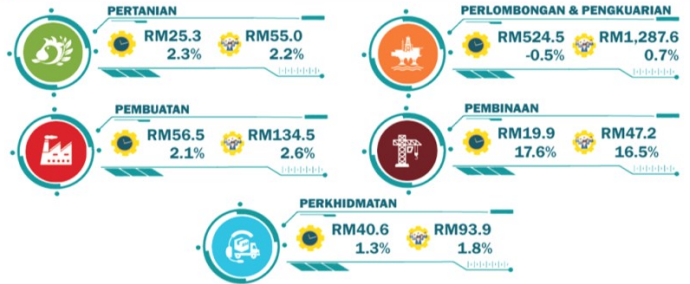 PERTANIAN
RM25.3 RM55.0
2.3% 2.2%
PERLOMBONGAN & PENGKUARIAN
RM524.5 RM1,287.6
-0.5% 0.7%
PEMBUATAN
RM56.5 RM134.5
2.1% 2.6%
PEMBINAAN
RM19.9 RM47.2
17.6% 16.5%
PERKHIDMATAN
RM40.6 RM93.9
1.3% 1.8%